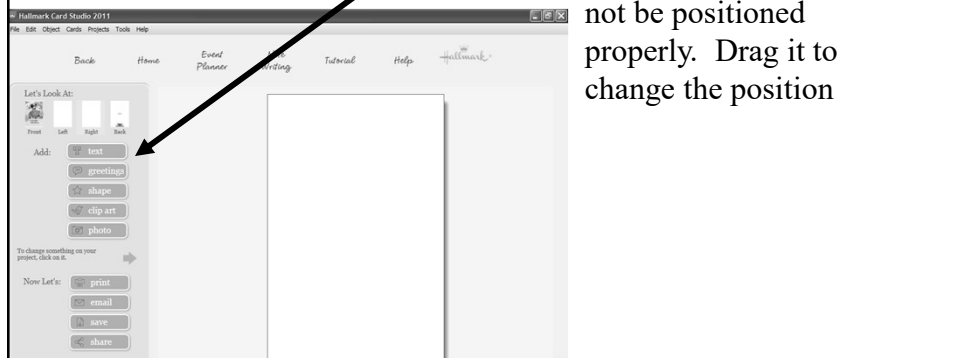 Hallmark Card Studio 2011
File Edit Object Cards Projects Tools Help
Back Home Event Planner Writing Tutorial Help Hallmark
Let's Look At:
Front Left Right Back
Add:
text
greetings
shape
clip art
photo
To change something on your
project, click on it.
Now Let's:
print
email
save
share
not be positioned
properly. Drag it to
change the position